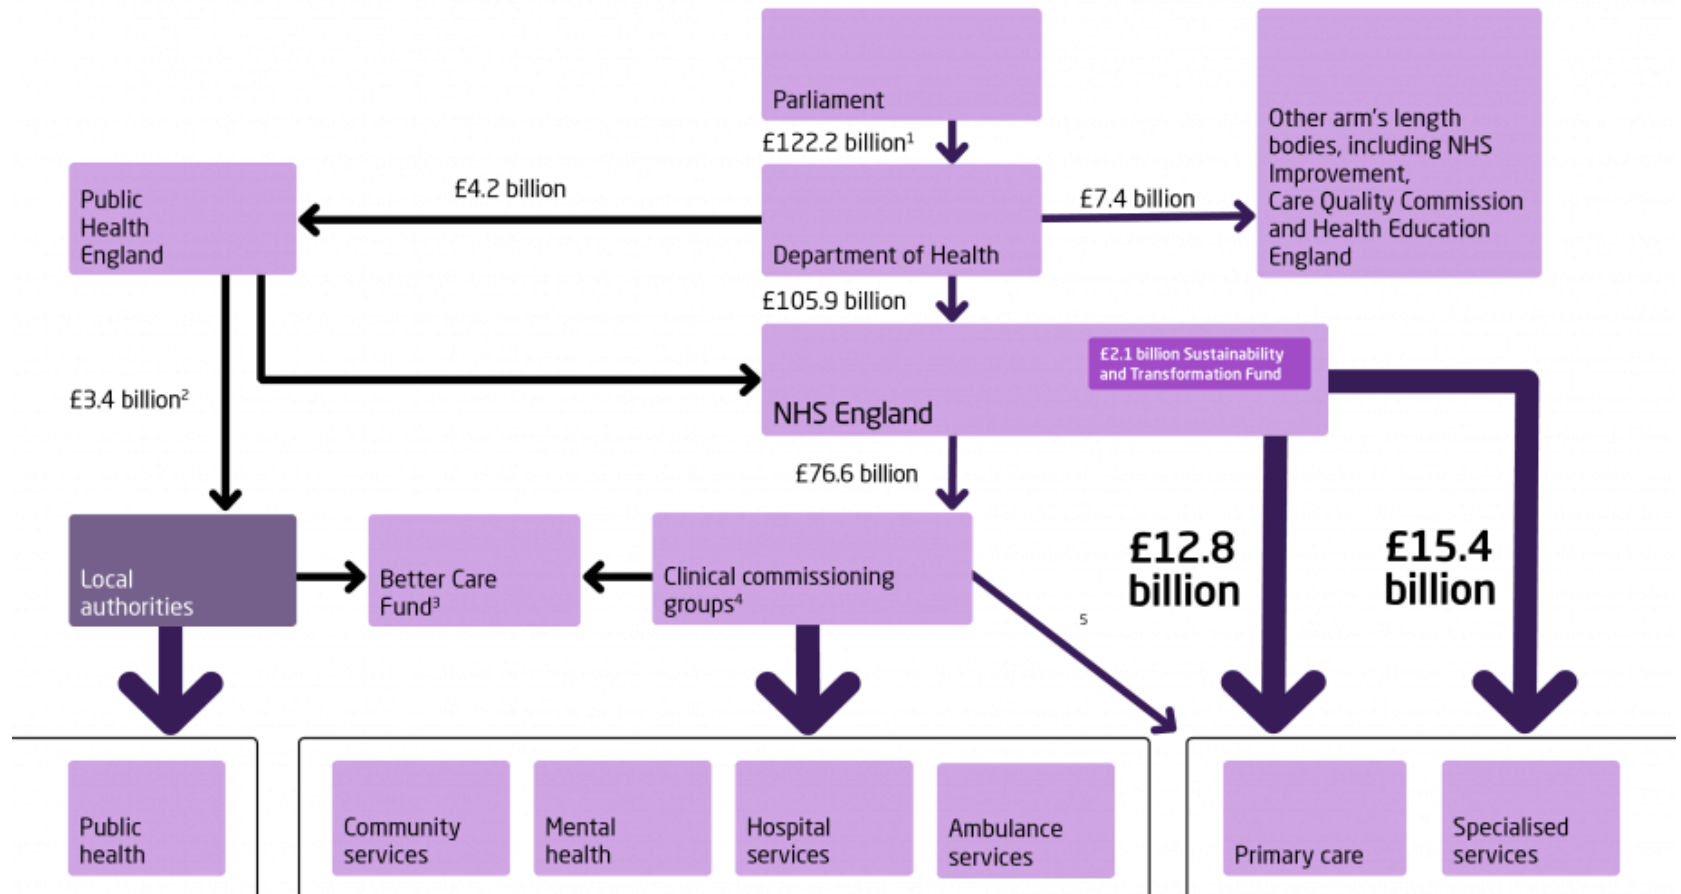 Parliament
£122.2 billion¹
Other arm's length
bodies, including NHS
Improvement,
Care Quality Commission
and Health Education
England
Public
Health
England
£4.2 billion
£7.4 billion
Department of Health
£105.9 billion
£2.1 billion Sustainability
and Transformation Fund
NHS England
£3.4 billion²
£76.6 billion
£12.8
billion
£15.4
billion
Local
authorities
Better Care
Fund³
Clinical commissioning
groups⁴
5
Public
health
Community
services
Mental
health
Hospital
services
Ambulance
services
Primary care
Specialised
services